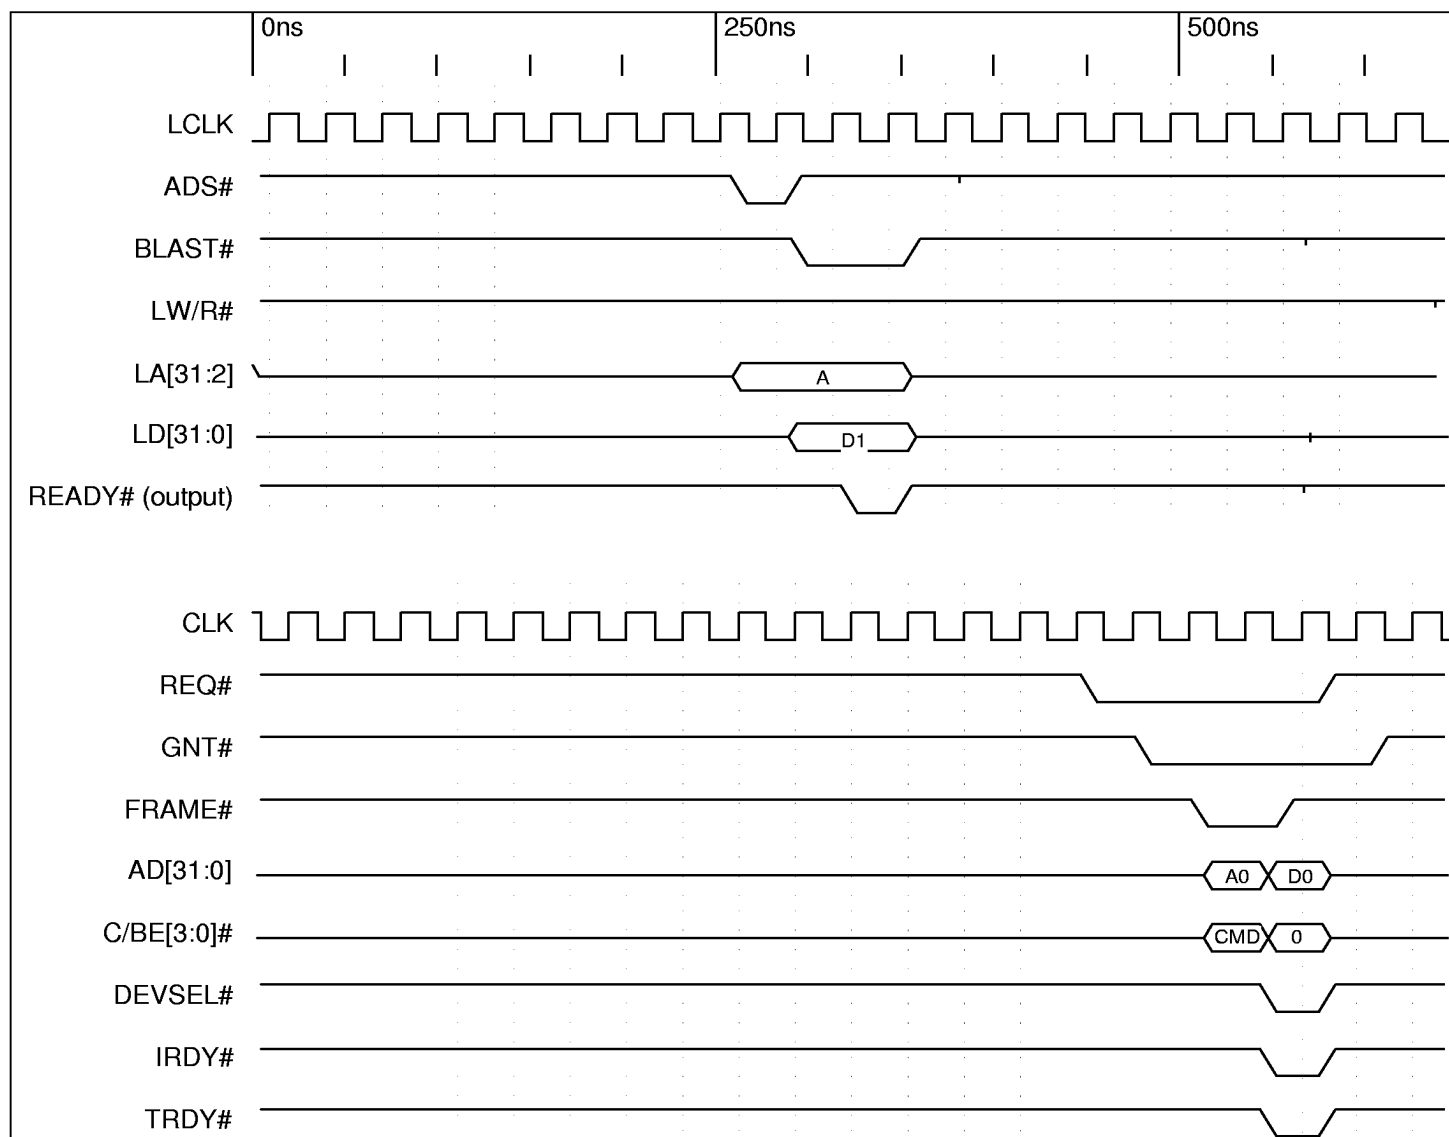 0ns 250ns 500ns
LCLK
ADS#
BLAST#
LW/R#
LA[31:2] A
LD[31:0] D1
READY# (output)
CLK
REQ#
GNT#
FRAME#
AD[31:0] A0 D0
C/BE[3:0]# CMD 0
DEVSEL#
IRDY#
TRDY#